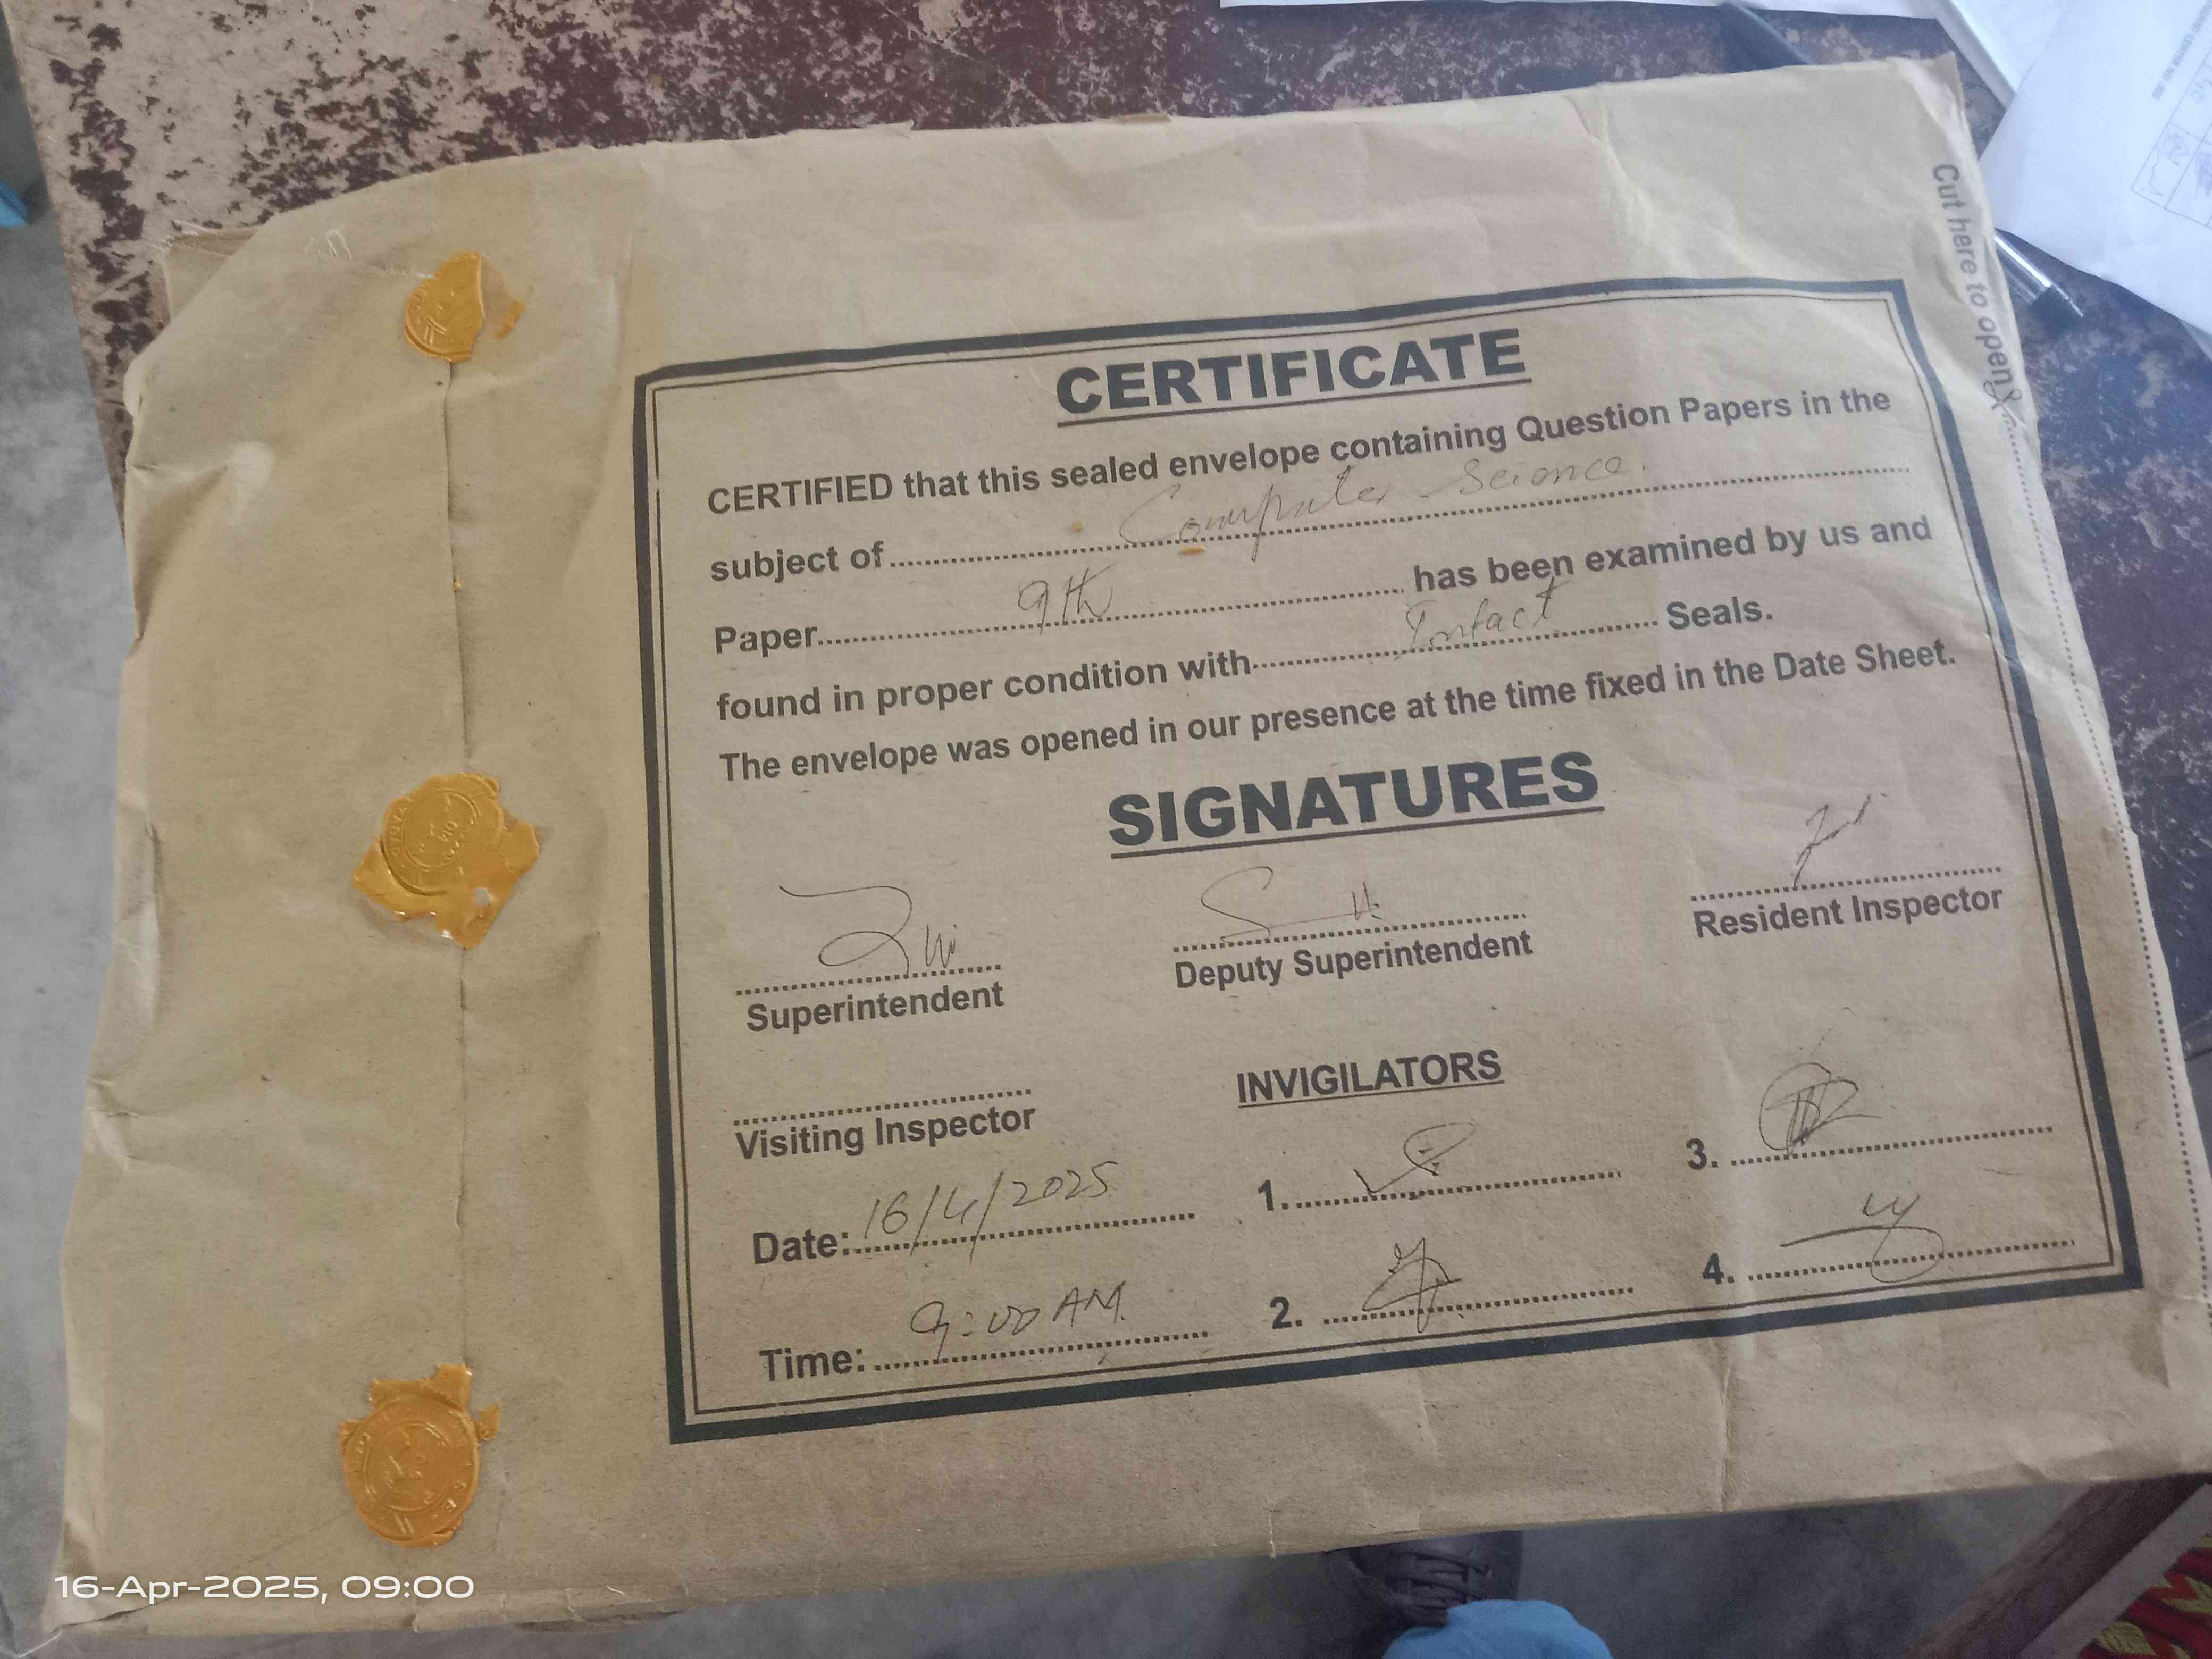 Cut here to open
CERTIFICATE
CERTIFIED that this sealed envelope containing Question Papers in the
subject of Computer Science.
Paper 9th has been examined by us and
found in proper condition with Intact Seals.
The envelope was opened in our presence at the time fixed in the Date Sheet.
SIGNATURES
Superintendent
Deputy Superintendent
Resident Inspector
Visiting Inspector
INVIGILATORS
1.
2.
3.
4.
Date: 16/4/2025
Time: 9:00 AM.
16-Apr-2025, 09:00